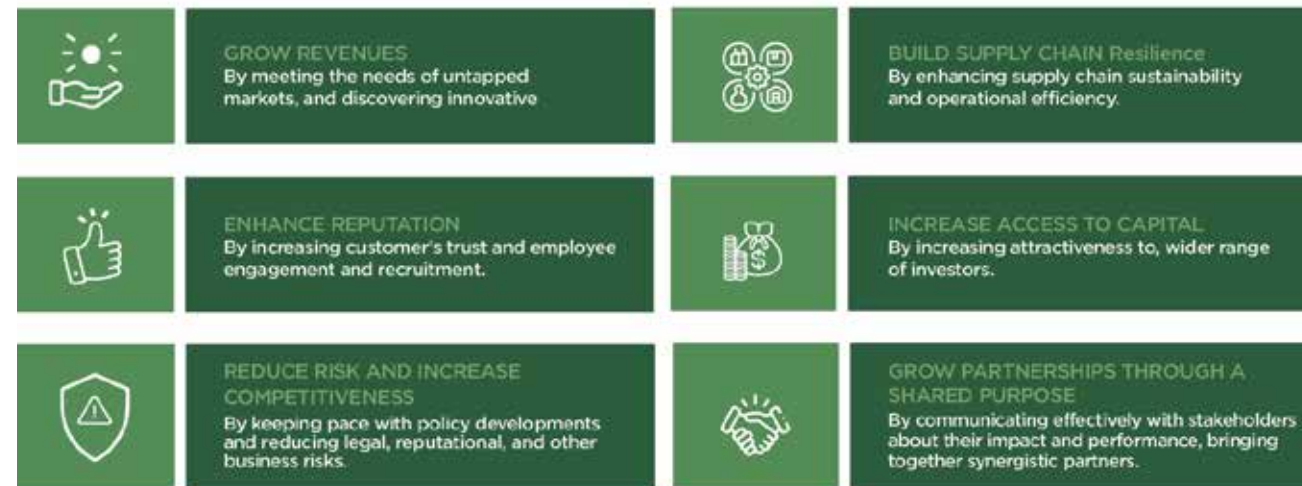 GROW REVENUES
By meeting the needs of untapped
markets, and discovering innovative
BUILD SUPPLY CHAIN Resilience
By enhancing supply chain sustainability
and operational efficiency.
ENHANCE REPUTATION
By increasing customer's trust and employee
engagement and recruitment.
INCREASE ACCESS TO CAPITAL
By increasing attractiveness to, wider range
of investors.
REDUCE RISK AND INCREASE
COMPETITIVENESS
By keeping pace with policy developments
and reducing legal, reputational, and other
business risks.
GROW PARTNERSHIPS THROUGH A
SHARED PURPOSE
By communicating effectively with stakeholders
about their impact and performance, bringing
together synergistic partners.